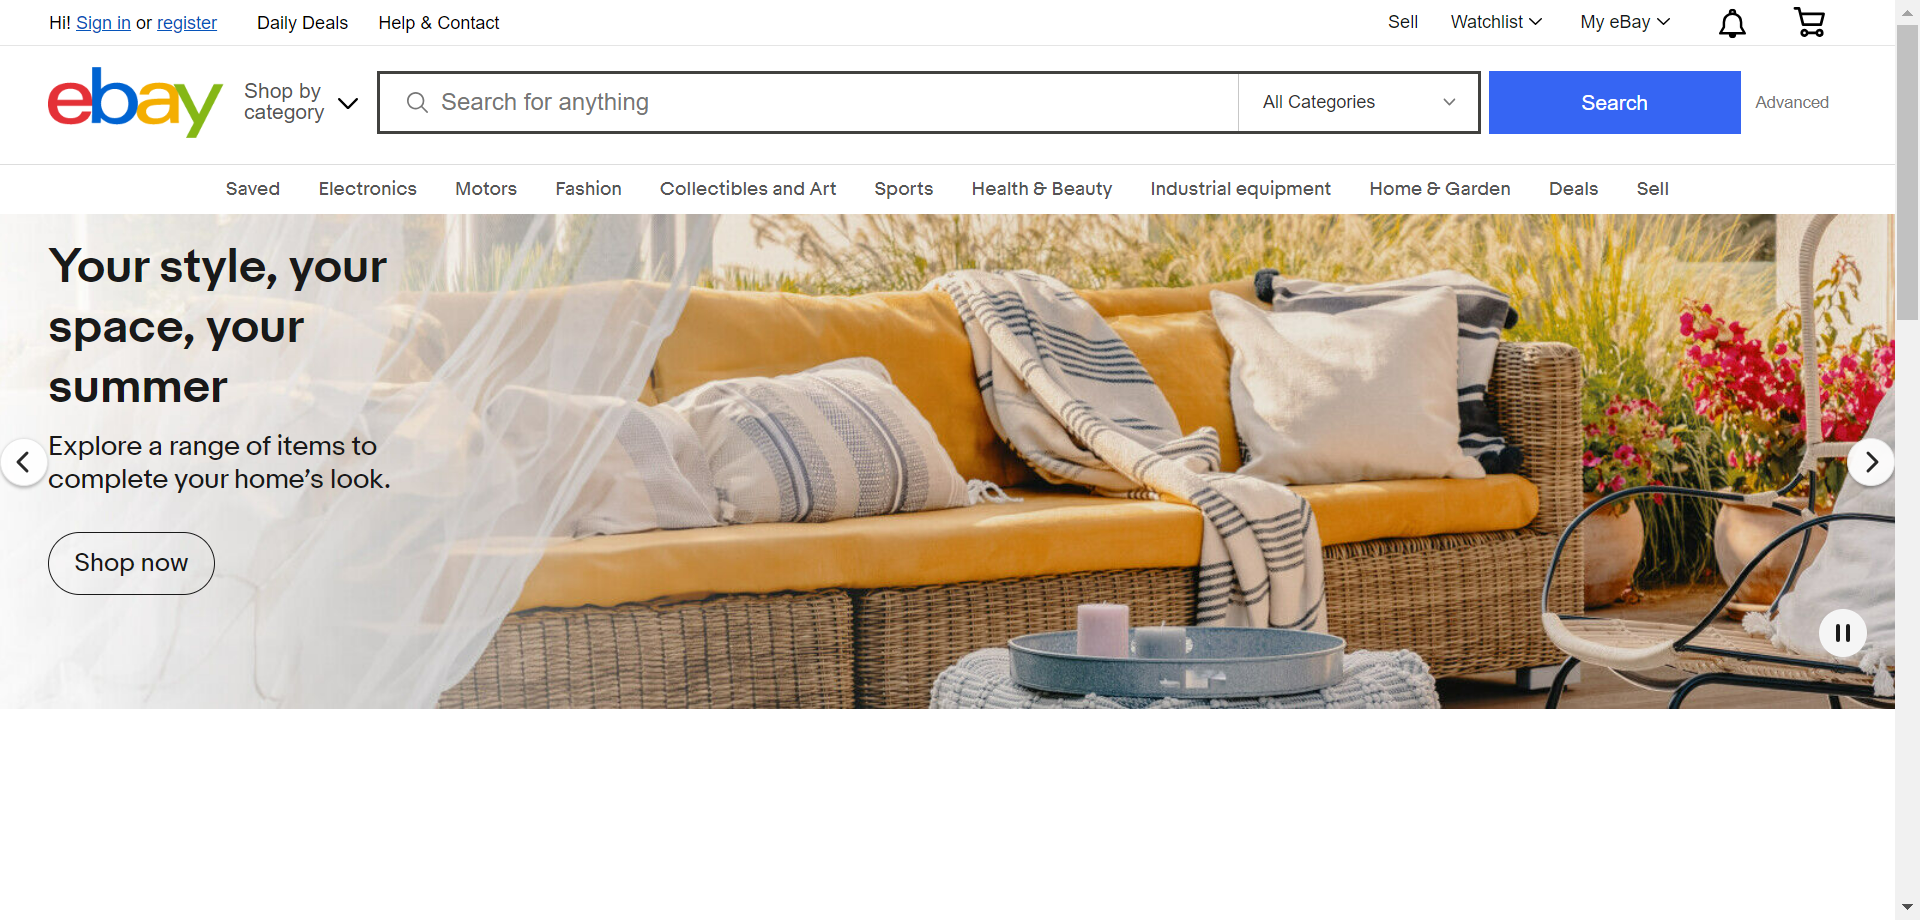 Hi! Sign in or register Daily Deals Help & Contact Sell Watchlist My eBay
ebay
Shop by
category
Search for anything
All Categories
Search
Advanced
Saved Electronics Motors Fashion Collectibles and Art Sports Health & Beauty Industrial equipment Home & Garden Deals Sell
Your style, your
space, your
summer
Explore a range of items to
complete your home’s look.
Shop now